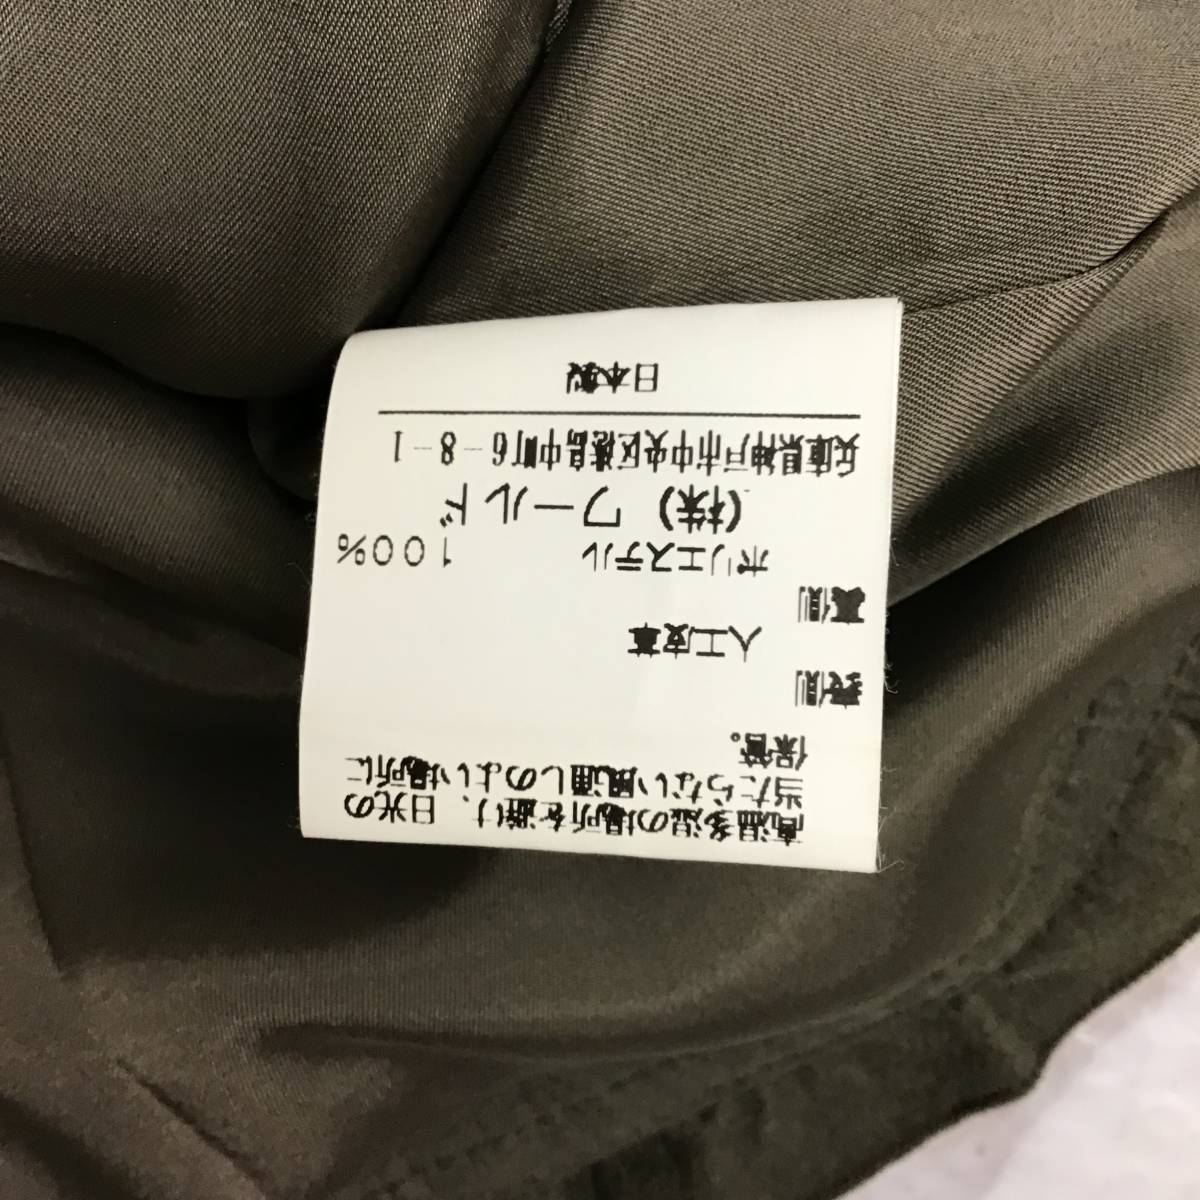 高温多湿の場所を避け、日光の
当たらない風通しのよい場所に
保管。
表側
人工皮革
裏側
ポリエステル 100%
(株) ワールド
兵庫県神戸市中央区港島中町6-8-1
日本製